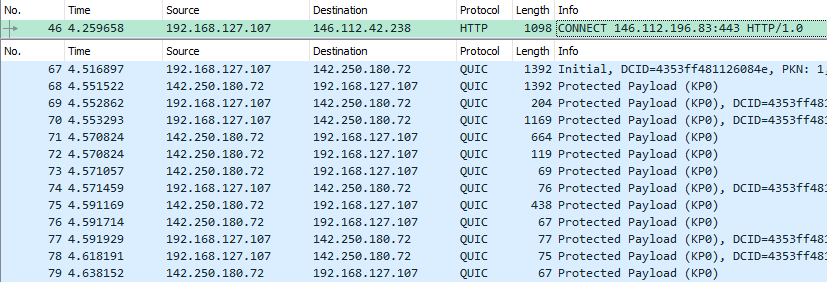 No. Time Source Destination Protocol Length Info
46 4.259658 192.168.127.107 146.112.42.238 HTTP 1098 CONNECT 146.112.196.83:443 HTTP/1.0
No. Time Source Destination Protocol Length Info
67 4.516897 192.168.127.107 142.250.180.72 QUIC 1392 Initial, DCID=4353ff481126084e, PKN: 1,
68 4.551522 142.250.180.72 192.168.127.107 QUIC 1392 Protected Payload (KP0)
69 4.552862 192.168.127.107 142.250.180.72 QUIC 204 Protected Payload (KP0), DCID=4353ff481
70 4.553293 192.168.127.107 142.250.180.72 QUIC 1169 Protected Payload (KP0), DCID=4353ff481
71 4.570824 142.250.180.72 192.168.127.107 QUIC 664 Protected Payload (KP0)
72 4.570824 142.250.180.72 192.168.127.107 QUIC 119 Protected Payload (KP0)
73 4.571057 142.250.180.72 192.168.127.107 QUIC 69 Protected Payload (KP0)
74 4.571459 192.168.127.107 142.250.180.72 QUIC 76 Protected Payload (KP0), DCID=4353ff481
75 4.591169 142.250.180.72 192.168.127.107 QUIC 438 Protected Payload (KP0)
76 4.591714 142.250.180.72 192.168.127.107 QUIC 67 Protected Payload (KP0)
77 4.591929 192.168.127.107 142.250.180.72 QUIC 77 Protected Payload (KP0), DCID=4353ff481
78 4.618191 192.168.127.107 142.250.180.72 QUIC 75 Protected Payload (KP0), DCID=4353ff481
79 4.638152 142.250.180.72 192.168.127.107 QUIC 67 Protected Payload (KP0)